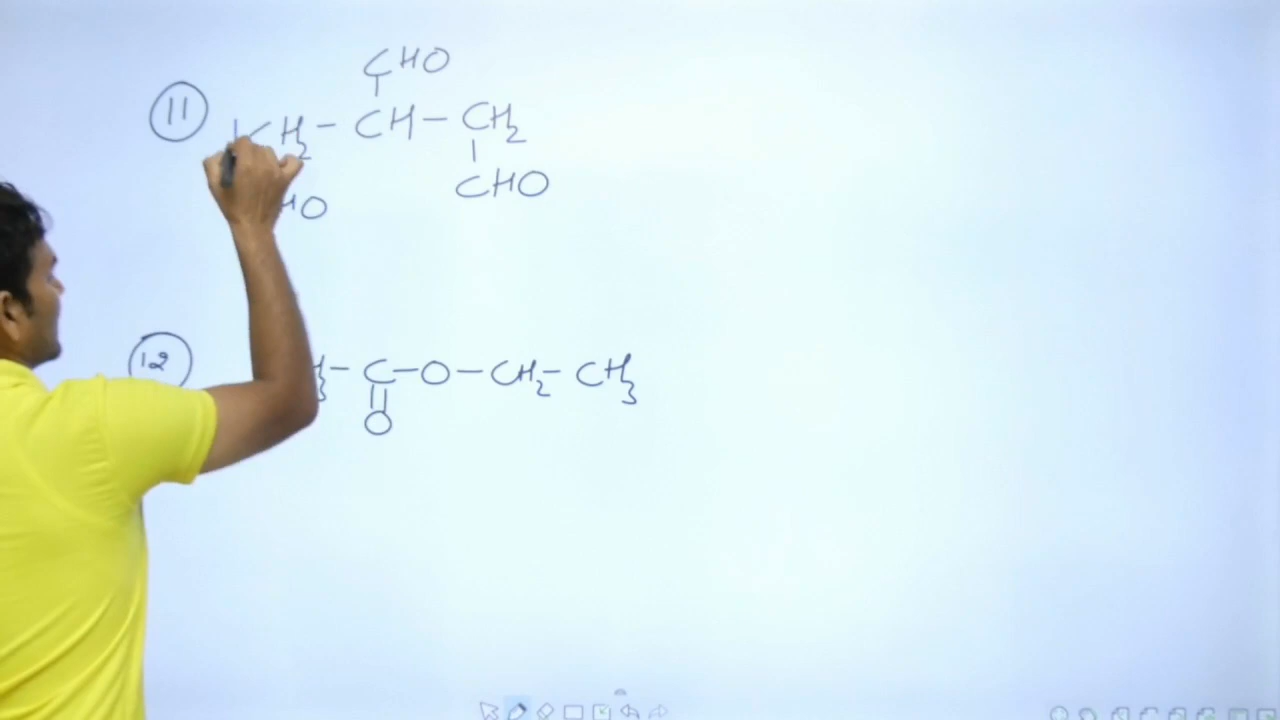 CHO
11 CH2 - CH - CH2
HO CHO
12 - C - O - CH2 - CH3
O